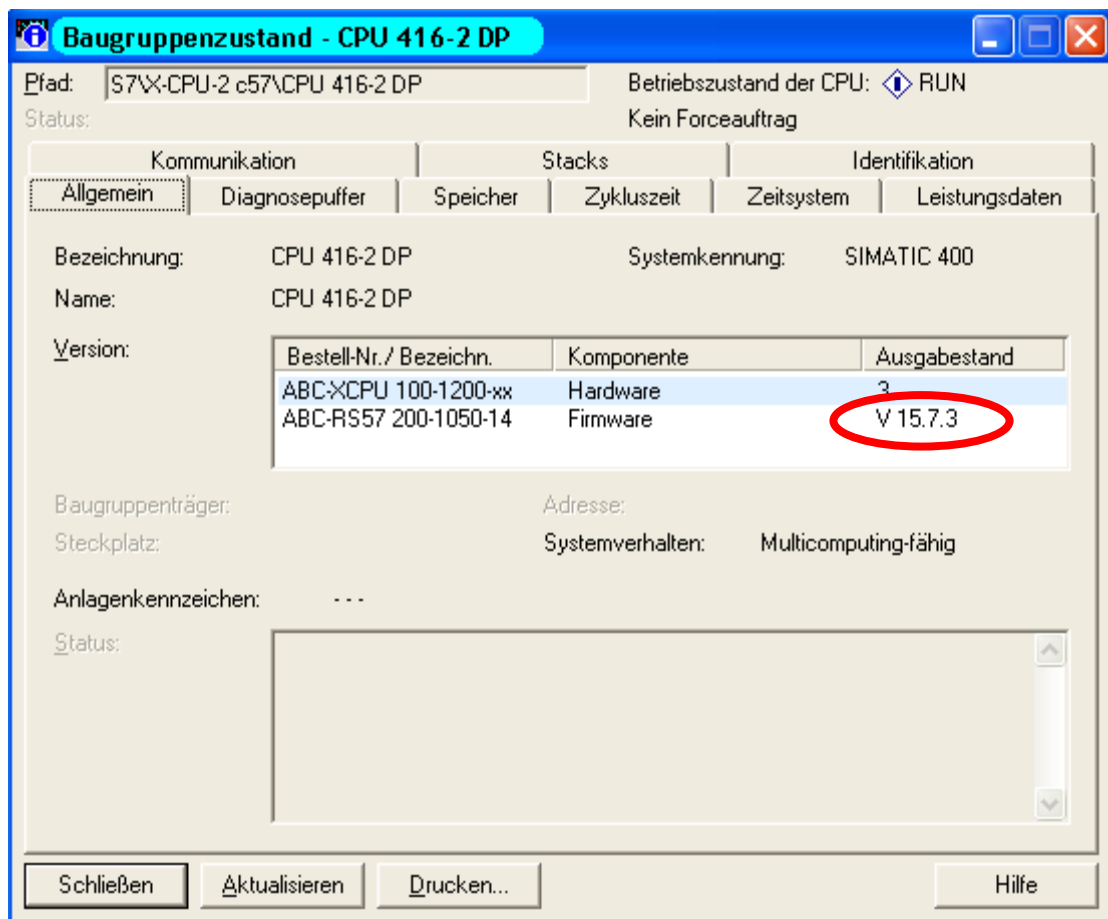 Baugruppenzustand - CPU 416-2 DP
Pfad: S7\X-CPU-2 c57\CPU 416-2 DP Betriebszustand der CPU: RUN
Status: Kein Forceauftrag
Kommunikation Stacks Identifikation
Allgemein Diagnosepuffer Speicher Zykluszeit Zeitsystem Leistungsdaten
Bezeichnung: CPU 416-2 DP Systemkennung: SIMATIC 400
Name: CPU 416-2 DP
Version: Bestell-Nr./ Bezeichn. Komponente Ausgabestand
ABC-XCPU 100-1200-xx Hardware 3
ABC-RS57 200-1050-14 Firmware V 15.7.3
Baugruppenträger: Adresse:
Steckplatz: Systemverhalten: Multicomputing-fähig
Anlagenkennzeichen: - - -
Status:
Schließen Aktualisieren Drucken... Hilfe